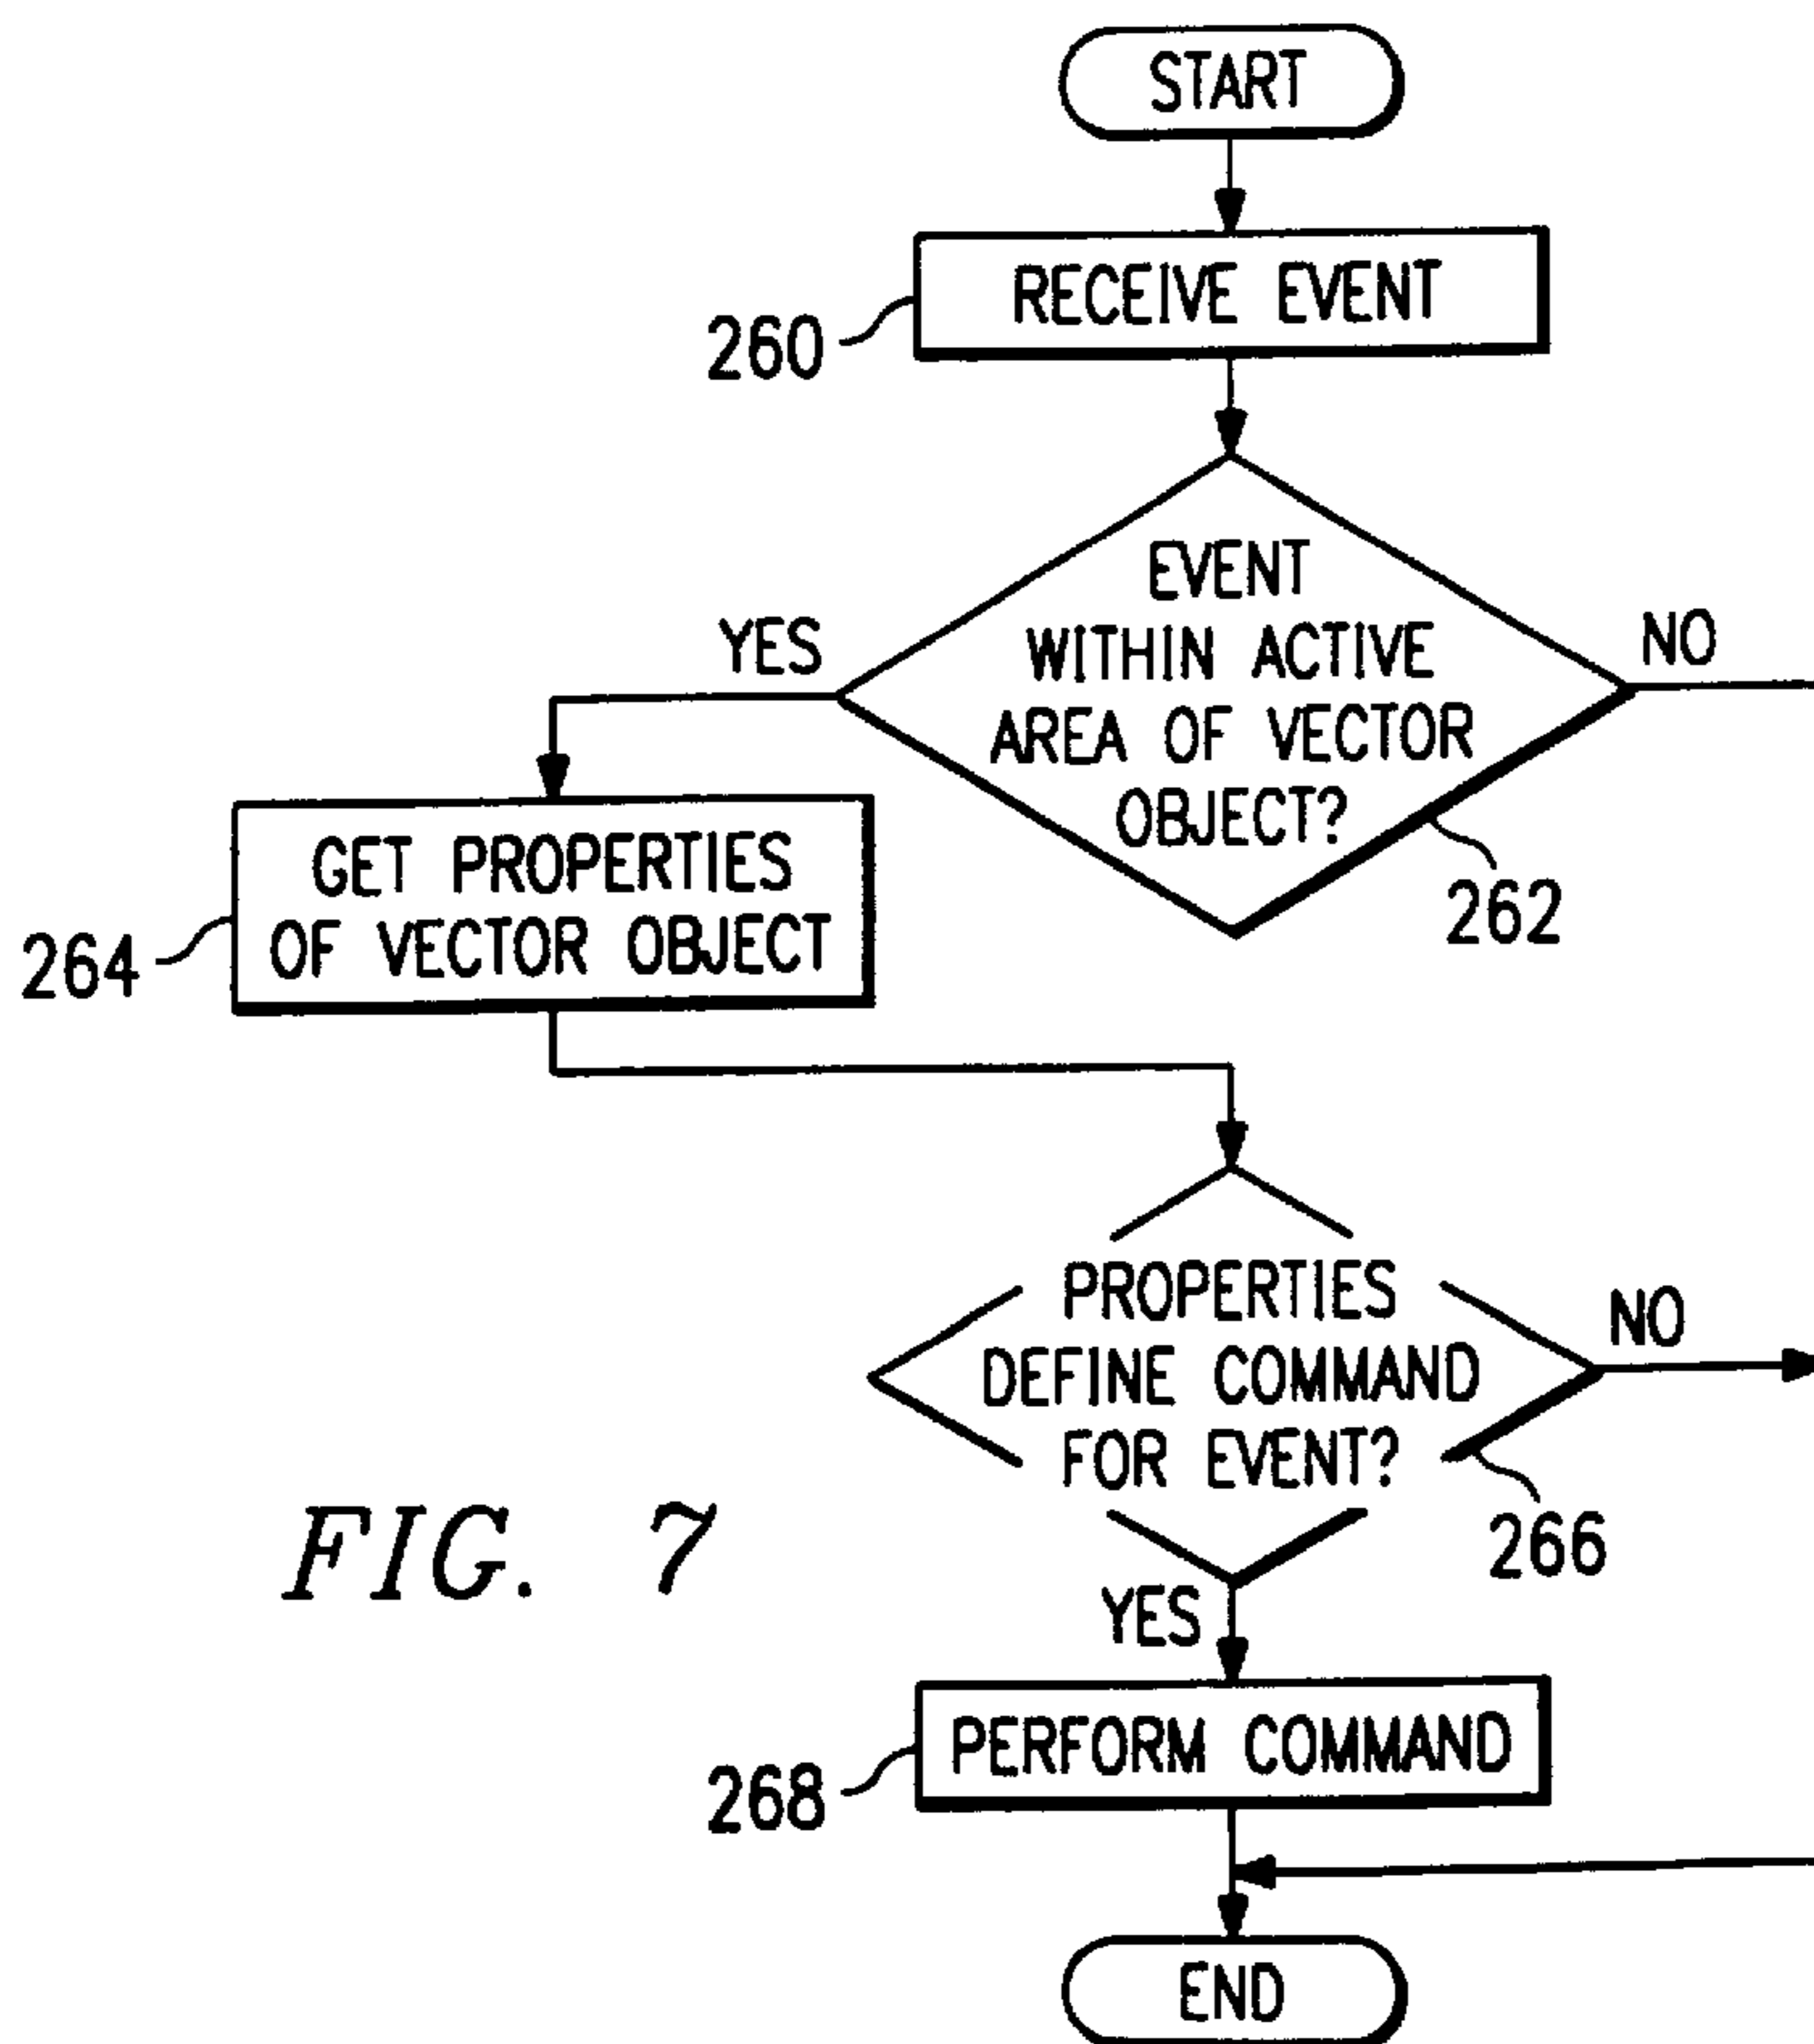 START
RECEIVE EVENT
260
EVENT
WITHIN ACTIVE
AREA OF VECTOR
OBJECT?
YES
NO
262
GET PROPERTIES
OF VECTOR OBJECT
264
PROPERTIES
DEFINE COMMAND
FOR EVENT?
NO
266
YES
FIG. 7
PERFORM COMMAND
268
END